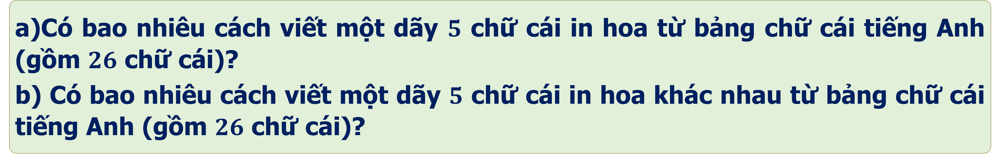 a)Có bao nhiêu cách viết một dãy 5 chữ cái in hoa từ bảng chữ cái tiếng Anh
(gồm 26 chữ cái)?
b) Có bao nhiêu cách viết một dãy 5 chữ cái in hoa khác nhau từ bảng chữ cái
tiếng Anh (gồm 26 chữ cái)?